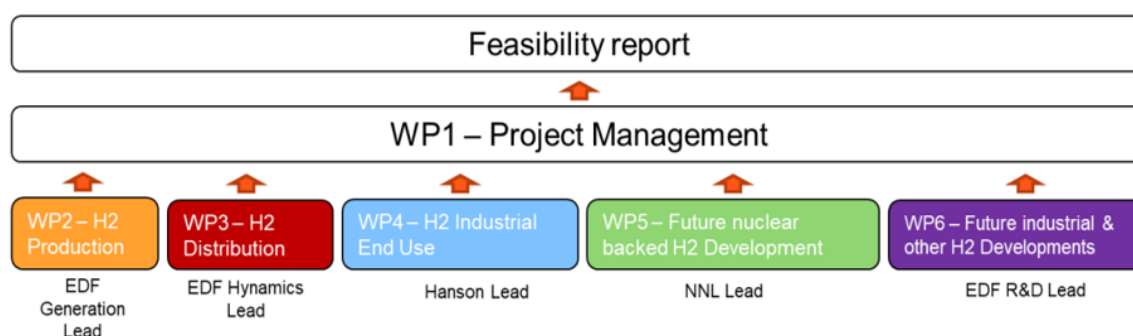 Feasibility report
WP1 – Project Management
WP2 – H2
Production
WP3 – H2
Distribution
WP4 – H2 Industrial
End Use
WP5 – Future nuclear
backed H2 Development
WP6 – Future industrial &
other H2 Developments
EDF
Generation
Lead
EDF Hynamics
Lead
Hanson Lead
NNL Lead
EDF R&D Lead